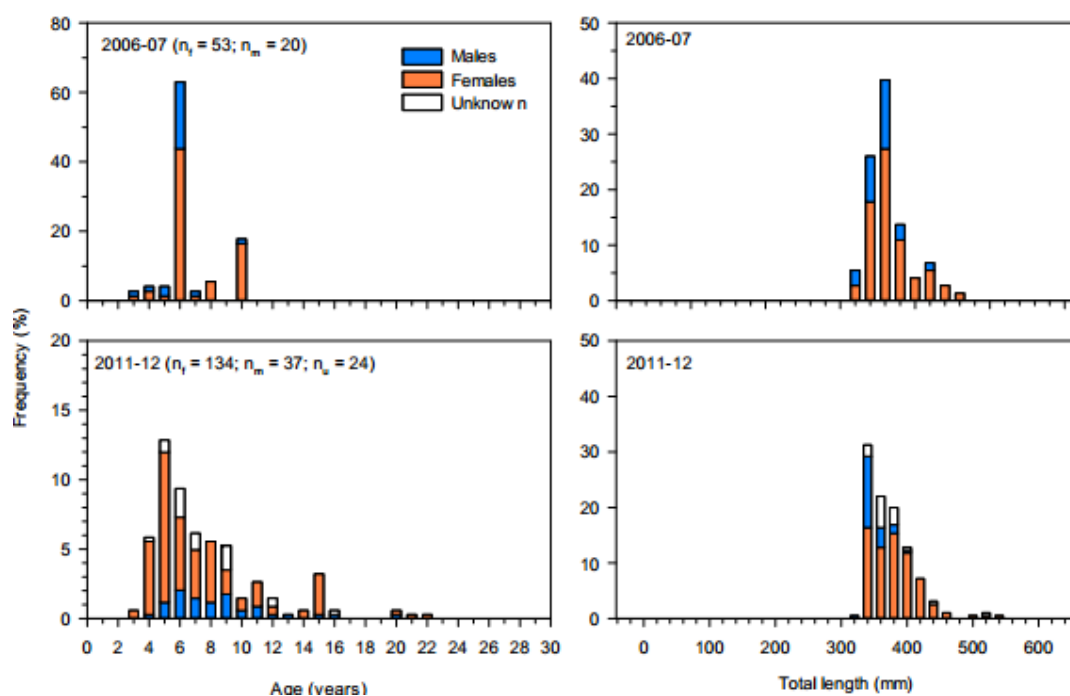 80
60
40
20
0
2006-07 (nf = 53; nm = 20)
Males
Females
Unknown
50
40
30
20
10
0
2006-07
Frequency (%)
20
15
10
5
0
2011-12 (nf = 134; nm = 37; nu = 24)
0 2 4 6 8 10 12 14 16 18 20 22 24 26 28 30
Age (years)
50
40
30
20
10
0
2011-12
0 100 200 300 400 500 600
Total length (mm)